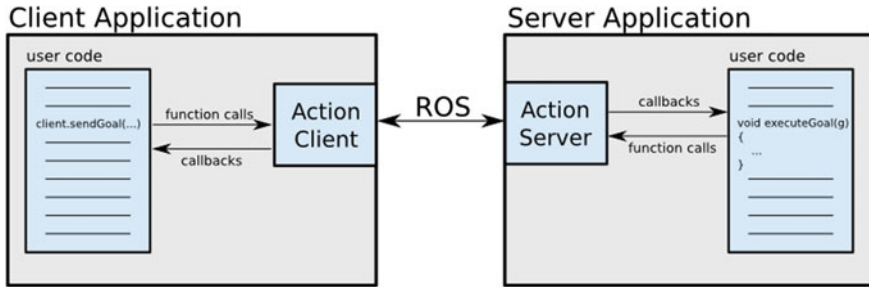 Client Application
user code
client.sendGoal(...)
function calls
callbacks
Action
Client
ROS
Server Application
Action
Server
callbacks
function calls
user code
void executeGoal(g)
{
...
}